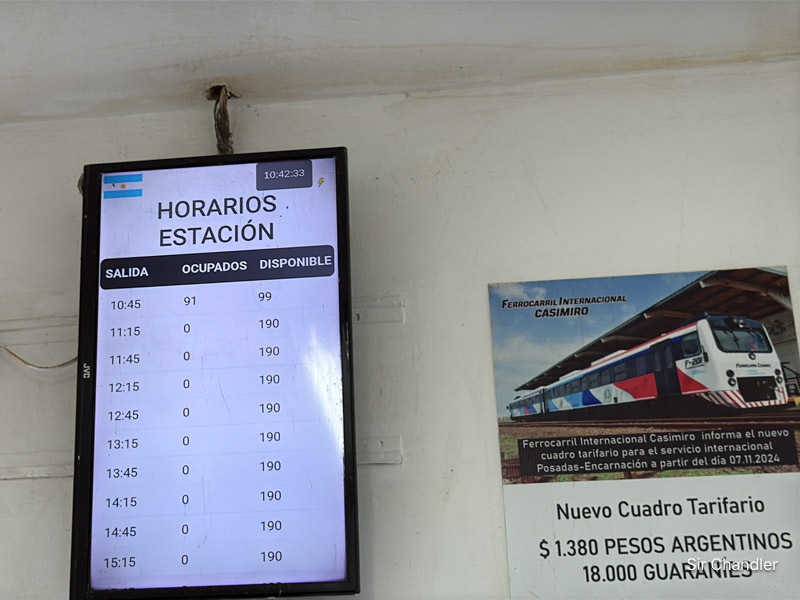 10:42:33
HORARIOS
ESTACIÓN
SALIDA OCUPADOS DISPONIBLE
10:45 91 99
11:15 0 190
11:45 0 190
12:15 0 190
12:45 0 190
13:15 0 190
13:45 0 190
14:15 0 190
14:45 0 190
15:15 0 190
JVC
FERROCARRIL INTERNACIONAL
CASIMIRO
F-203
FERROCARRIL CASIMIRO
Ferrocarril Internacional Casimiro informa el nuevo
cuadro tarifario para el servicio internacional
Posadas-Encarnación a partir del día 07.11.2024
Nuevo Cuadro Tarifario
$ 1.380 PESOS ARGENTINOS
18.000 GUARANIES
Sir Chandler